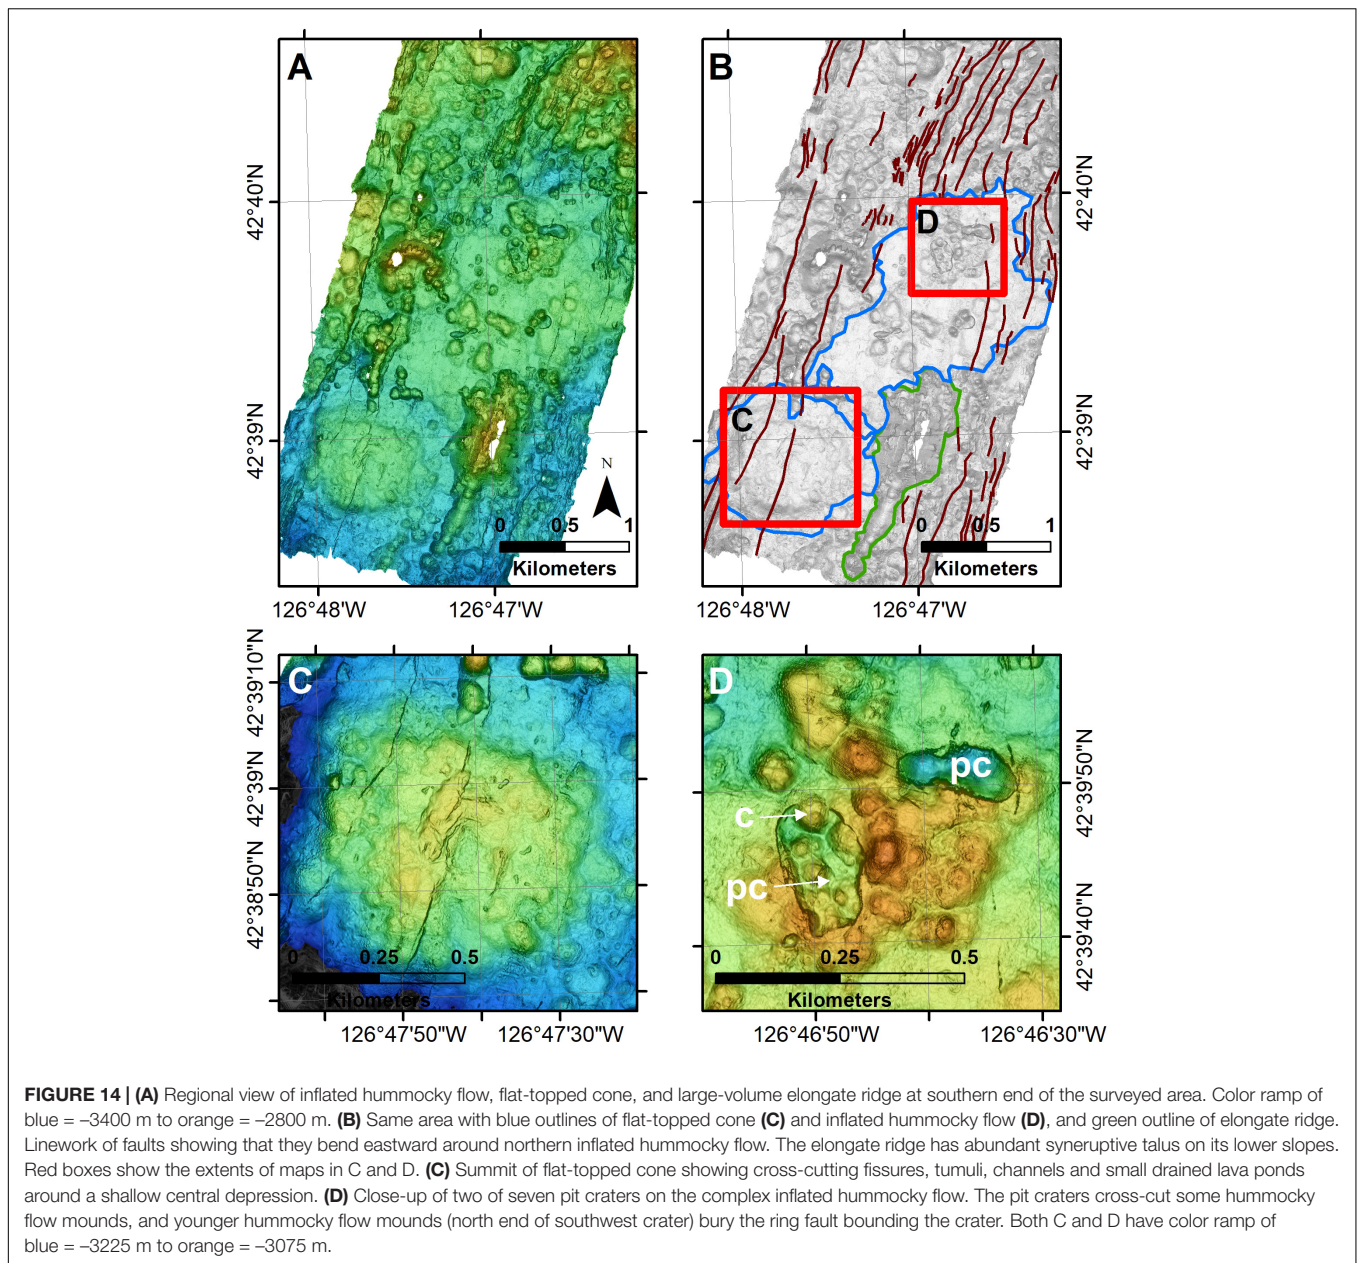 A
B
D
C
42°40'N
42°39'N
42°40'N
42°39'N
N
0 0.5 1
Kilometers
0 0.5 1
Kilometers
126°48'W 126°47'W
126°48'W 126°47'W
C
D
pc
c
pc
42°39'10"N
42°39'N
42°38'50"N
42°39'50"N
42°39'40"N
0 0.25 0.5
Kilometers
0 0.25 0.5
Kilometers
126°47'50"W 126°47'30"W
126°46'50"W 126°46'30"W
FIGURE 14 | (A) Regional view of inflated hummocky flow, flat-topped cone, and large-volume elongate ridge at southern end of the surveyed area. Color ramp of
blue = –3400 m to orange = –2800 m. (B) Same area with blue outlines of flat-topped cone (C) and inflated hummocky flow (D), and green outline of elongate ridge.
Linework of faults showing that they bend eastward around northern inflated hummocky flow. The elongate ridge has abundant syneruptive talus on its lower slopes.
Red boxes show the extents of maps in C and D. (C) Summit of flat-topped cone showing cross-cutting fissures, tumuli, channels and small drained lava ponds
around a shallow central depression. (D) Close-up of two of seven pit craters on the complex inflated hummocky flow. The pit craters cross-cut some hummocky
flow mounds, and younger hummocky flow mounds (north end of southwest crater) bury the ring fault bounding the crater. Both C and D have color ramp of
blue = –3225 m to orange = –3075 m.